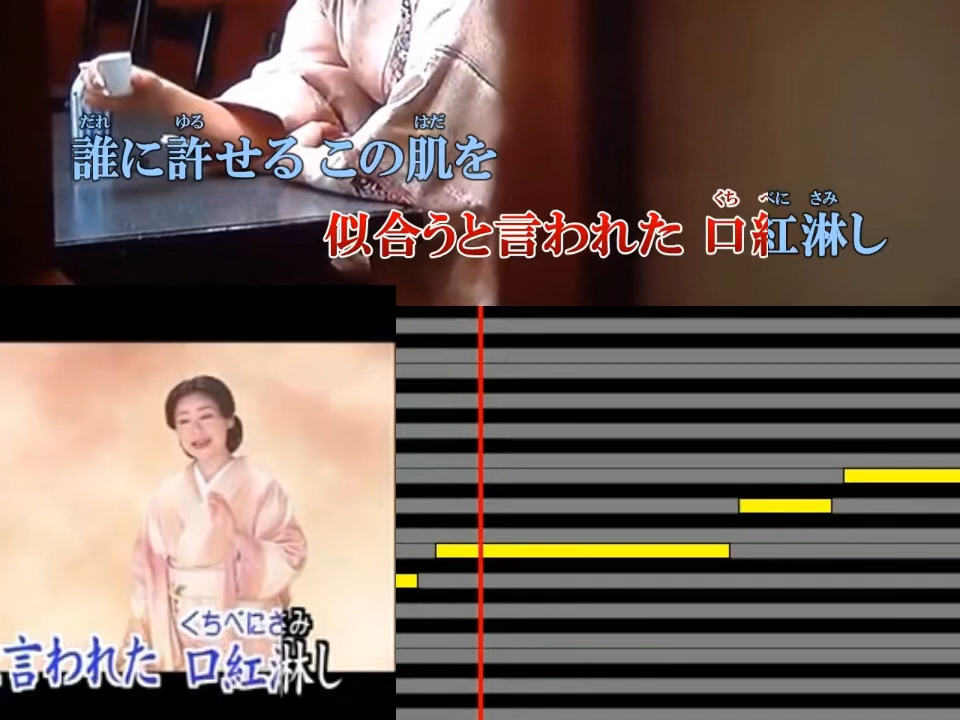 だれ ゆる はだ
誰に許せる この肌を
くち べに さみ
似合うと言われた 口紅淋し
くちべにさみ
言われた 口紅淋し